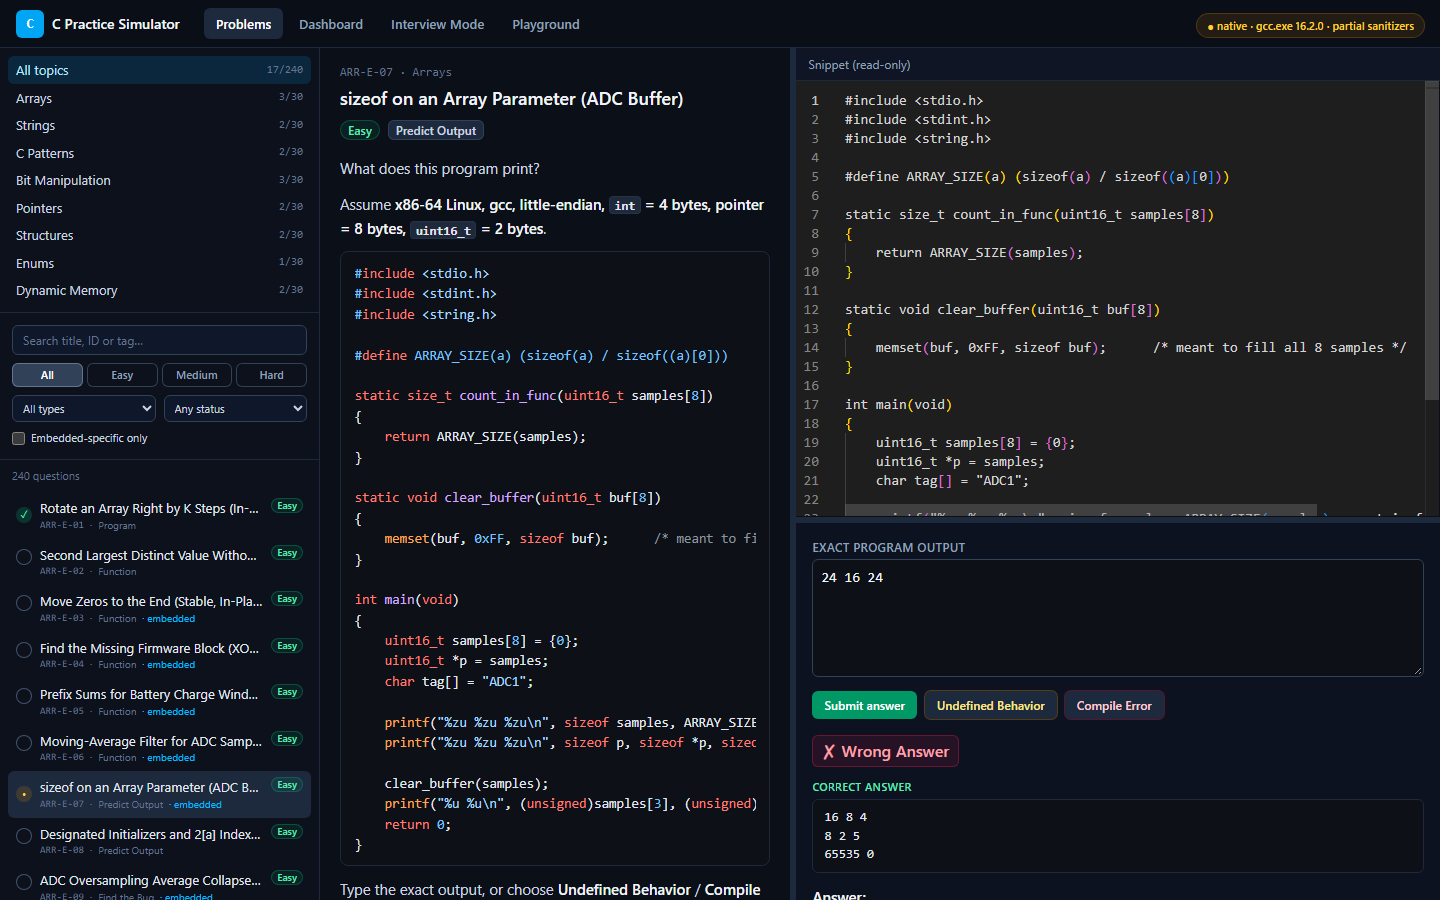 C C Practice Simulator Problems Dashboard Interview Mode Playground ● native · gcc.exe 16.2.0 · partial sanitizers
All topics 17/240
Arrays 3/30
Strings 2/30
C Patterns 2/30
Bit Manipulation 3/30
Pointers 2/30
Structures 2/30
Enums 1/30
Dynamic Memory 2/30
Search title, ID or tag...
All Easy Medium Hard
All types Any status
Embedded-specific only
240 questions
✓ Rotate an Array Right by K Steps (In-... Easy
ARR-E-01 · Program
Second Largest Distinct Value Witho... Easy
ARR-E-02 · Function
Move Zeros to the End (Stable, In-Pla... Easy
ARR-E-03 · Function · embedded
Find the Missing Firmware Block (XO... Easy
ARR-E-04 · Function · embedded
Prefix Sums for Battery Charge Wind... Easy
ARR-E-05 · Function · embedded
Moving-Average Filter for ADC Samp... Easy
ARR-E-06 · Function · embedded
sizeof on an Array Parameter (ADC B... Easy
ARR-E-07 · Predict Output · embedded
Designated Initializers and 2[a] Index... Easy
ARR-E-08 · Predict Output
ADC Oversampling Average Collapse... Easy
ARR-E-09 · Find the Bug · embedded
ARR-E-07 · Arrays
sizeof on an Array Parameter (ADC Buffer)
Easy Predict Output
What does this program print?
Assume x86-64 Linux, gcc, little-endian, int = 4 bytes, pointer
= 8 bytes, uint16_t = 2 bytes.
#include <stdio.h>
#include <stdint.h>
#include <string.h>
#define ARRAY_SIZE(a) (sizeof(a) / sizeof((a)[0]))
static size_t count_in_func(uint16_t samples[8])
{
return ARRAY_SIZE(samples);
}
static void clear_buffer(uint16_t buf[8])
{
memset(buf, 0xFF, sizeof buf); /* meant to fi
}
int main(void)
{
uint16_t samples[8] = {0};
uint16_t *p = samples;
char tag[] = "ADC1";
printf("%zu %zu %zu\n", sizeof samples, ARRAY_SIZE
printf("%zu %zu %zu\n", sizeof p, sizeof *p, sizeo
clear_buffer(samples);
printf("%u %u\n", (unsigned)samples[3], (unsigned)
return 0;
}
Type the exact output, or choose Undefined Behavior / Compile
Snippet (read-only)
1 #include <stdio.h>
2 #include <stdint.h>
3 #include <string.h>
4
5 #define ARRAY_SIZE(a) (sizeof(a) / sizeof((a)[0]))
6
7 static size_t count_in_func(uint16_t samples[8])
8 {
9 return ARRAY_SIZE(samples);
10 }
11
12 static void clear_buffer(uint16_t buf[8])
13 {
14 memset(buf, 0xFF, sizeof buf); /* meant to fill all 8 samples */
15 }
16
17 int main(void)
18 {
19 uint16_t samples[8] = {0};
20 uint16_t *p = samples;
21 char tag[] = "ADC1";
22
EXACT PROGRAM OUTPUT
24 16 24
Submit answer Undefined Behavior Compile Error
✗ Wrong Answer
CORRECT ANSWER
16 8 4
8 2 5
65535 0
Answer: